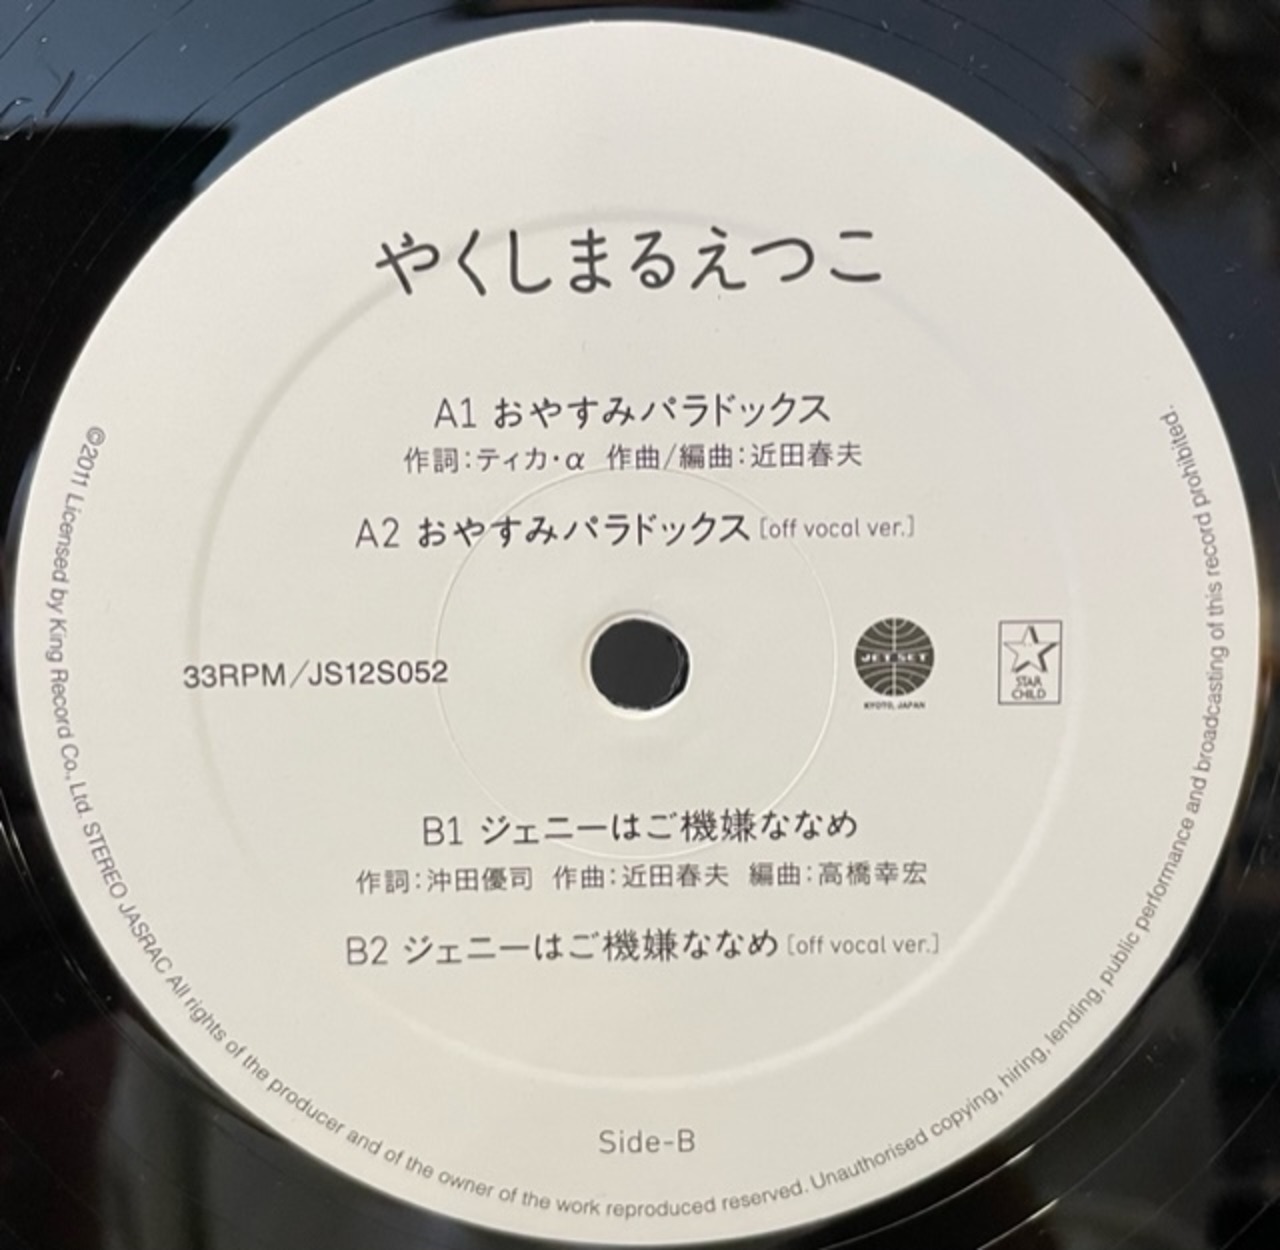 やくしまるえつこ
A1 おやすみパラドックス
作詞：ティカ・α 作曲/編曲：近田春夫
A2 おやすみパラドックス [off vocal ver.]
33RPM/JS12S052
JET SET
KYOTO, JAPAN
STAR
CHILD
B1 ジェニーはご機嫌ななめ
作詞：沖田優司 作曲：近田春夫 編曲：高橋幸宏
B2 ジェニーはご機嫌ななめ [off vocal ver.]
Side-B
©2011 Licensed by King Record Co., Ltd. STEREO JASRAC All rights of the producer and of the owner of the work reproduced reserved. Unauthorised copying, hiring, lending, public performance and broadcasting of this record prohibited.